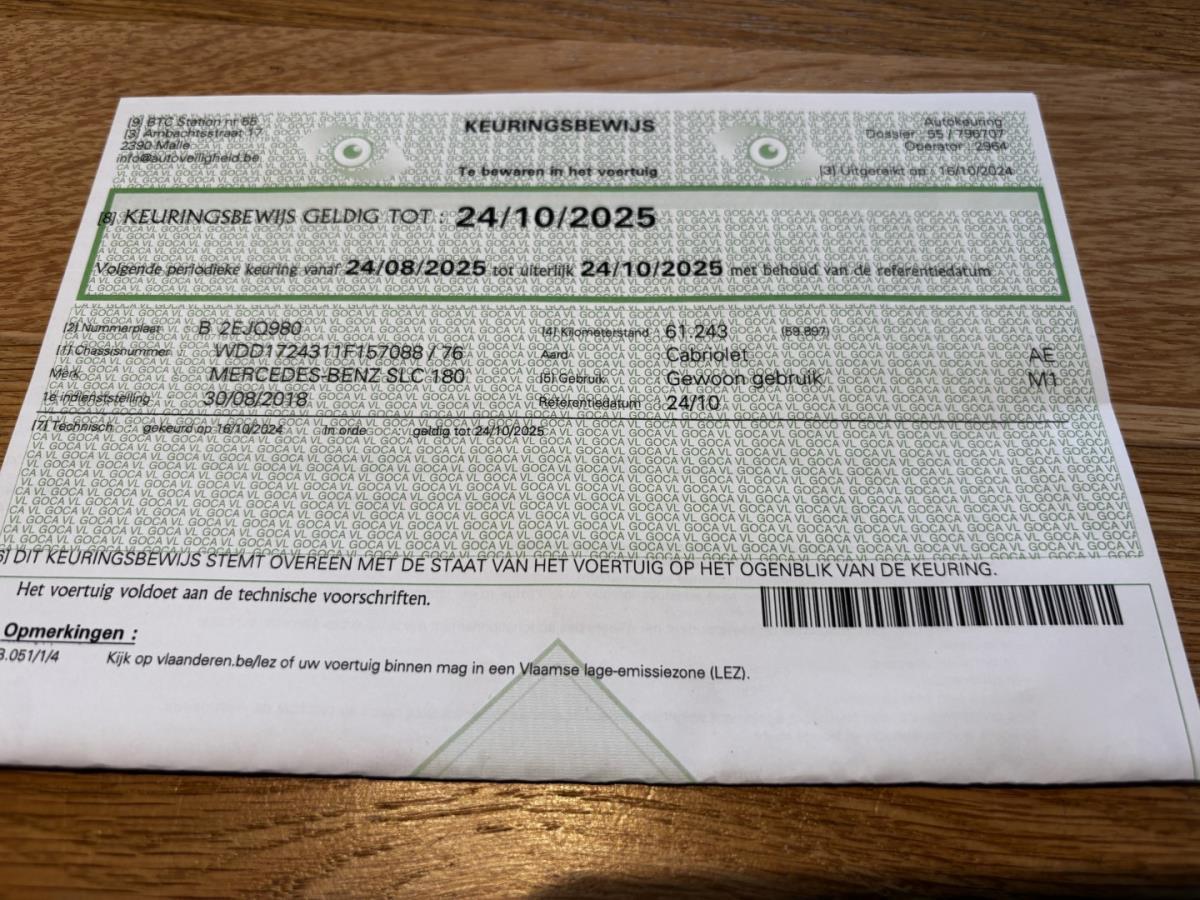 [9] BTC Station nr 55
[3] Ambachtsstraat 17
2390 Malle
info@autoveiligheid.be
KEURINGSBEWIJS
Te bewaren in het voertuig
Autokeuring
Dossier : 55 / 796707
Operator : 2964
[3] Uitgereikt op : 16/10/2024
[8] KEURINGSBEWIJS GELDIG TOT : 24/10/2025
Volgende periodieke keuring vanaf 24/08/2025 tot uiterlijk 24/10/2025 met behoud van de referentiedatum
[2] Nummerplaat B 2EJQ980 [4] Kilometerstand 61.243 (59.897)
[1] Chassisnummer WDD1724311F157088 / 76 Aard Cabriolet AE
Merk MERCEDES-BENZ SLC 180 [5] Gebruik Gewoon gebruik M1
1e indienststelling 30/08/2018 Referentiedatum 24/10
[7] Technisch gekeurd op 16/10/2024 In orde geldig tot 24/10/2025
6] DIT KEURINGSBEWIJS STEMT OVEREEN MET DE STAAT VAN HET VOERTUIG OP HET OGENBLIK VAN DE KEURING.
Het voertuig voldoet aan de technische voorschriften.
Opmerkingen :
3.051/1/4 Kijk op vlaanderen.be/lez of uw voertuig binnen mag in een Vlaamse lage-emissiezone (LEZ).